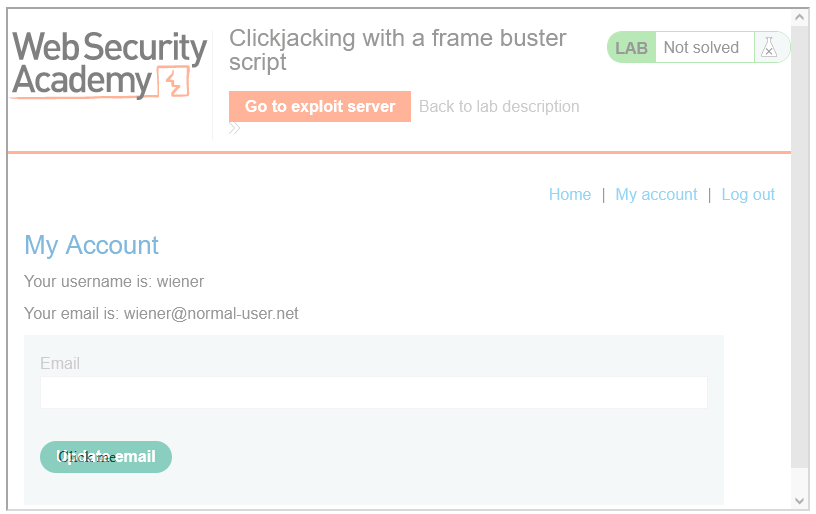 Web Security
Academy
Clickjacking with a frame buster
script
LAB
Not solved
Go to exploit server
Back to lab description
Home | My account | Log out
My Account
Your username is: wiener
Your email is: wiener@normal-user.net
Email
Update email
Click me